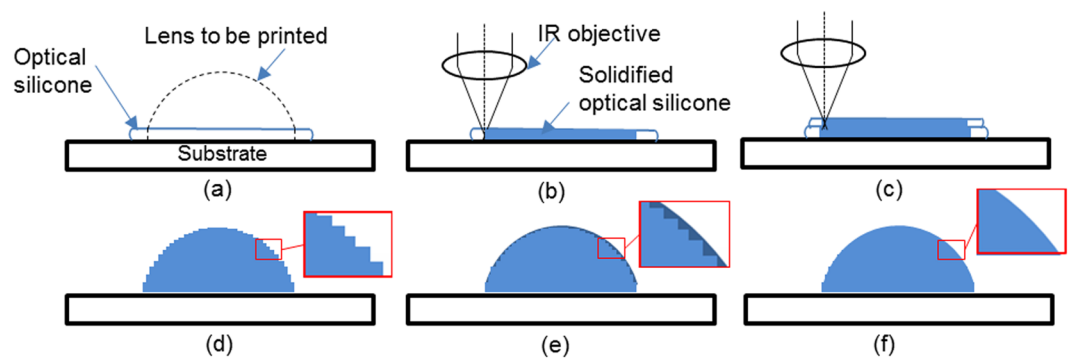 Lens to be printed
Optical
silicone
Substrate
(a)
IR objective
Solidified
optical silicone
(b)
(c)
(d)
(e)
(f)